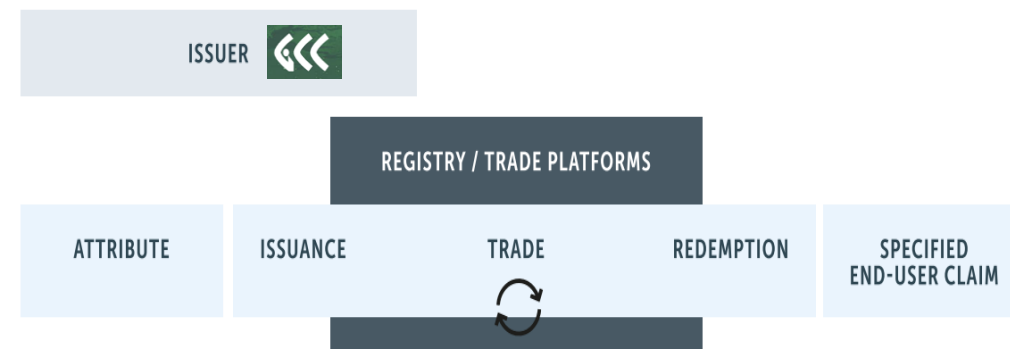 ISSUER
REGISTRY / TRADE PLATFORMS
ATTRIBUTE
ISSUANCE
TRADE
REDEMPTION
SPECIFIED
END-USER CLAIM